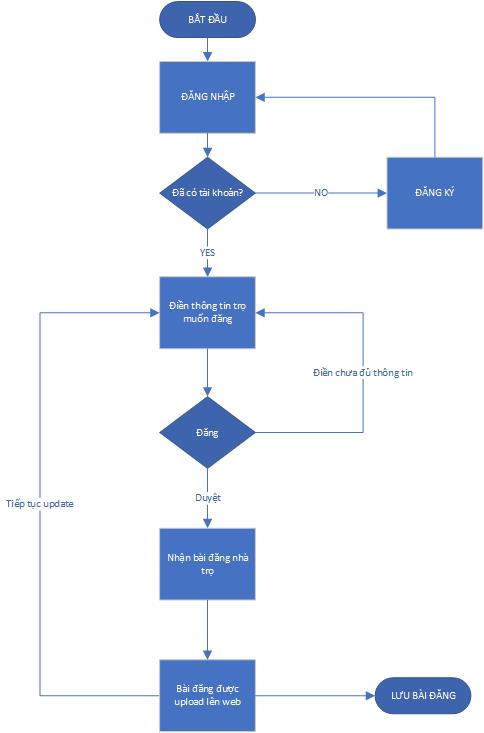 BẮT ĐẦU
ĐĂNG NHẬP
Đã có tài khoản?
NO
ĐĂNG KÝ
YES
Điền thông tin trọ
muốn đăng
Điền chưa đủ thông tin
Đăng
Duyệt
Tiếp tục update
Nhận bài đăng nhà
trọ
Bài đăng được
upload lên web
LƯU BÀI ĐĂNG